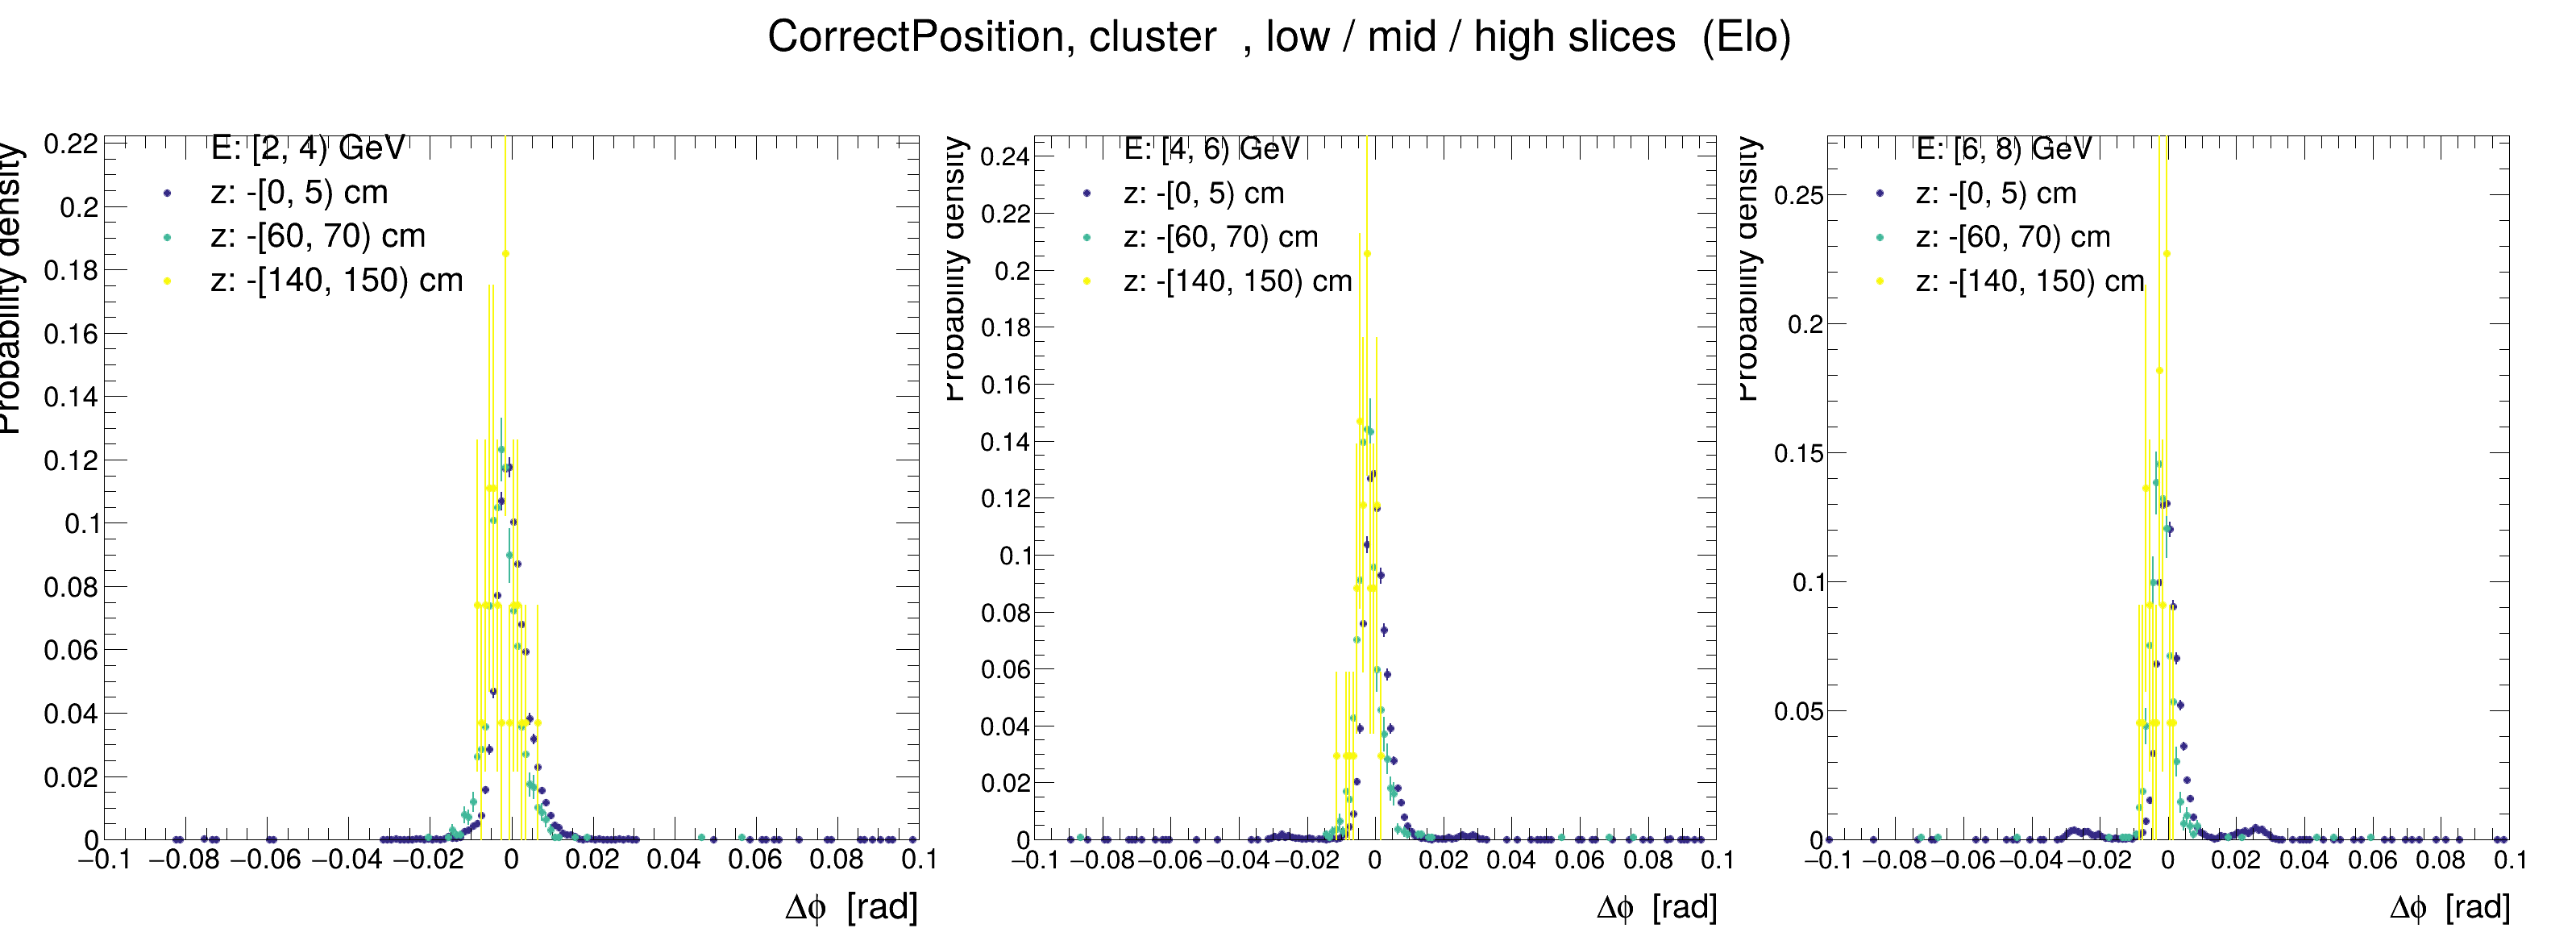 CorrectPosition, cluster , low / mid / high slices (Elo)
Probability density
E: [2, 4) GeV
z: -[0, 5) cm
z: -[60, 70) cm
z: -[140, 150) cm
0.22
0.2
0.18
0.16
0.14
0.12
0.1
0.08
0.06
0.04
0.02
0
−0.1 −0.08 −0.06 −0.04 −0.02 0 0.02 0.04 0.06 0.08 0.1
Δϕ [rad]
Probability density
E: [4, 6) GeV
z: -[0, 5) cm
z: -[60, 70) cm
z: -[140, 150) cm
0.24
0.22
0.2
0.18
0.16
0.14
0.12
0.1
0.08
0.06
0.04
0.02
0
−0.1 −0.08 −0.06 −0.04 −0.02 0 0.02 0.04 0.06 0.08 0.1
Δϕ [rad]
Probability density
E: [6, 8) GeV
z: -[0, 5) cm
z: -[60, 70) cm
z: -[140, 150) cm
0.25
0.2
0.15
0.1
0.05
0
−0.1 −0.08 −0.06 −0.04 −0.02 0 0.02 0.04 0.06 0.08 0.1
Δϕ [rad]